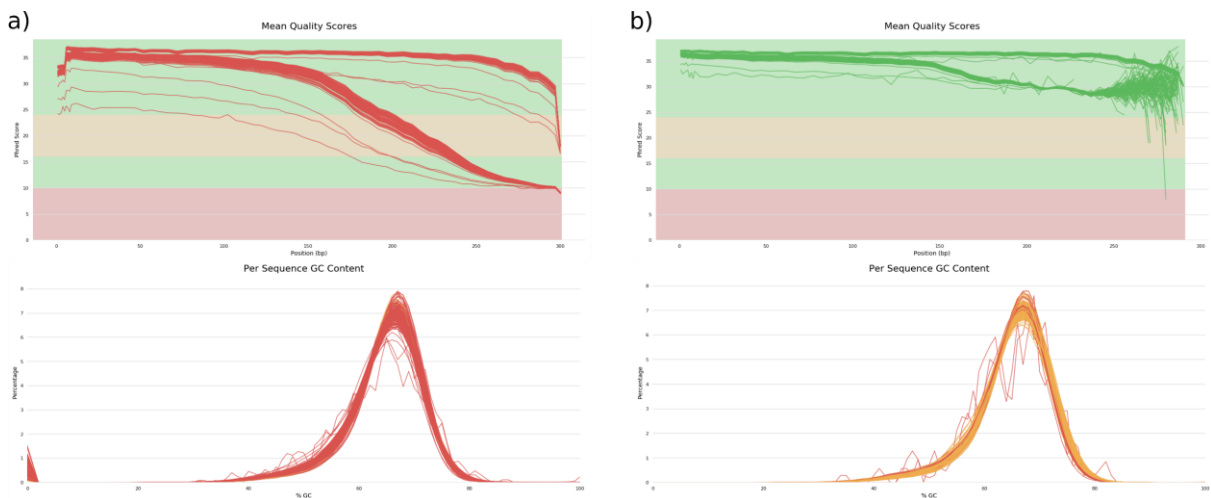 a)
Mean Quality Scores
35
30
25
20
15
10
5
0
Phred Score
0 50 100 150 200 250 300
Position (bp)
Per Sequence GC Content
8
7
6
5
4
3
2
1
0
Percentage
0 20 40 60 80 100
% GC
b)
Mean Quality Scores
35
30
25
20
15
10
5
0
Phred Score
0 50 100 150 200 250 300
Position (bp)
Per Sequence GC Content
8
7
6
5
4
3
2
1
0
Percentage
0 20 40 60 80 100
% GC